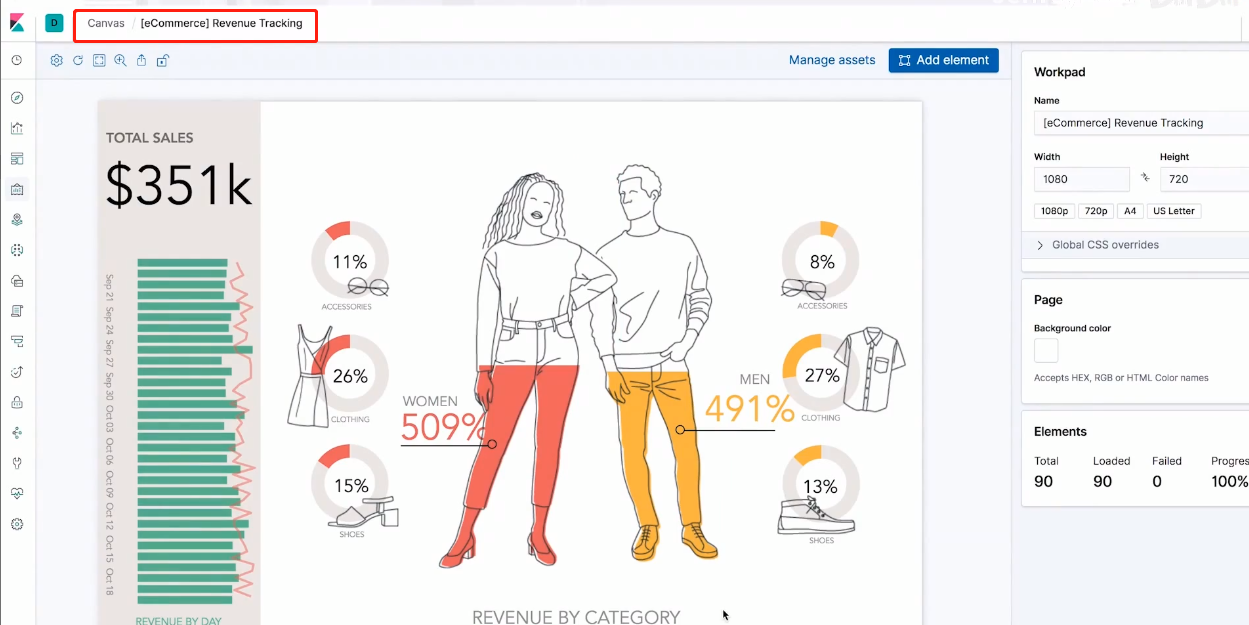 D
Canvas / [eCommerce] Revenue Tracking
Manage assets
Add element
TOTAL SALES
$351k
Sep 21 Sep 24 Sep 27 Sep 30 Oct 03 Oct 06 Oct 09 Oct 12 Oct 15 Oct 18
REVENUE BY DAY
11%
ACCESSORIES
26%
CLOTHING
15%
SHOES
WOMEN
509%
MEN
491%
8%
ACCESSORIES
27%
CLOTHING
13%
SHOES
REVENUE BY CATEGORY
Workpad
Name
[eCommerce] Revenue Tracking
Width Height
1080 720
1080p 720p A4 US Letter
Global CSS overrides
Page
Background color
Accepts HEX, RGB or HTML Color names
Elements
Total Loaded Failed Progres
90 90 0 100%